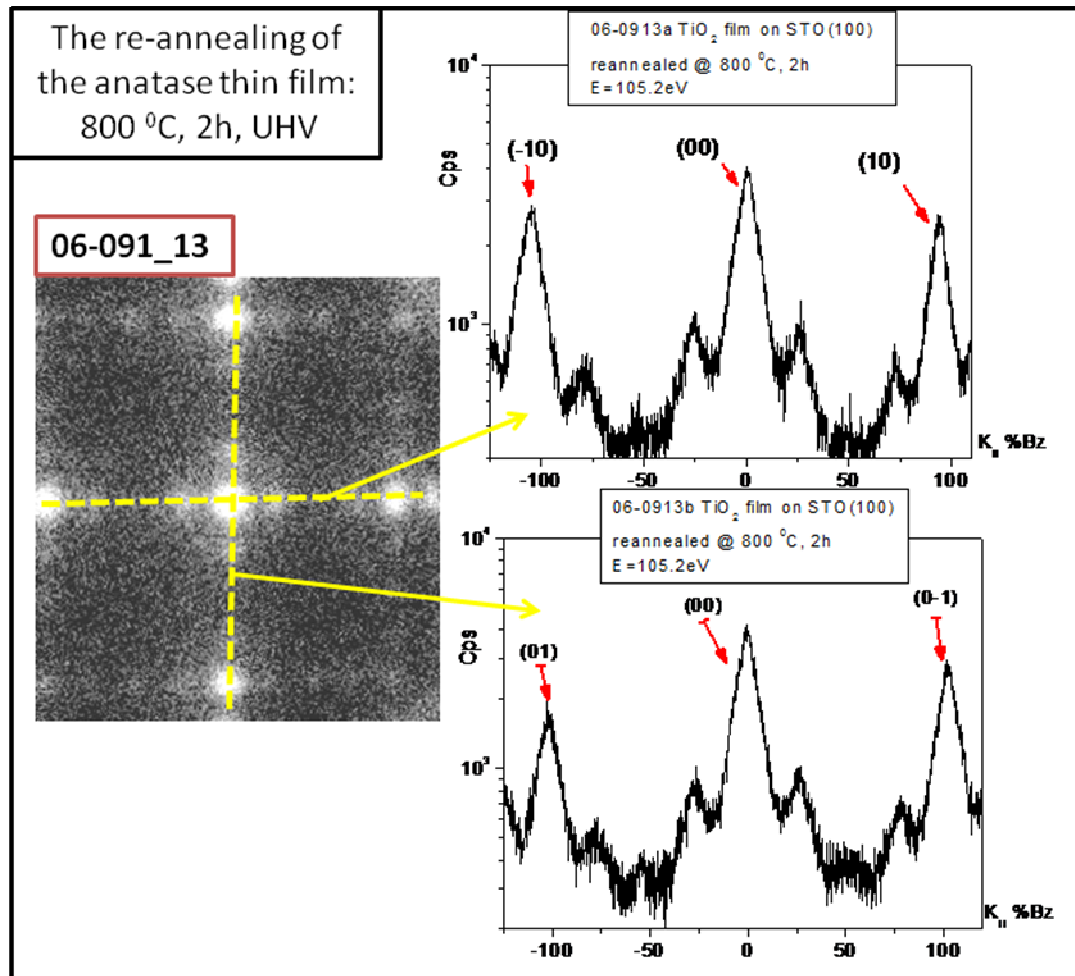 The re-annealing of
the anatase thin film:
800 ⁰C, 2h, UHV
06-091_13
06-0913a TiO₂ film on STO(100)
reannealed @ 800 ⁰C, 2h
E=105.2eV
10⁴
Cps
10³
(-10)
(00)
(10)
K_II %Bz
-100
-50
0
50
100
06-0913b TiO₂ film on STO(100)
reannealed @ 800 ⁰C, 2h
E=105.2eV
10⁴
Cps
10³
(01)
(00)
(0-1)
K_II %Bz
-100
-50
0
50
100